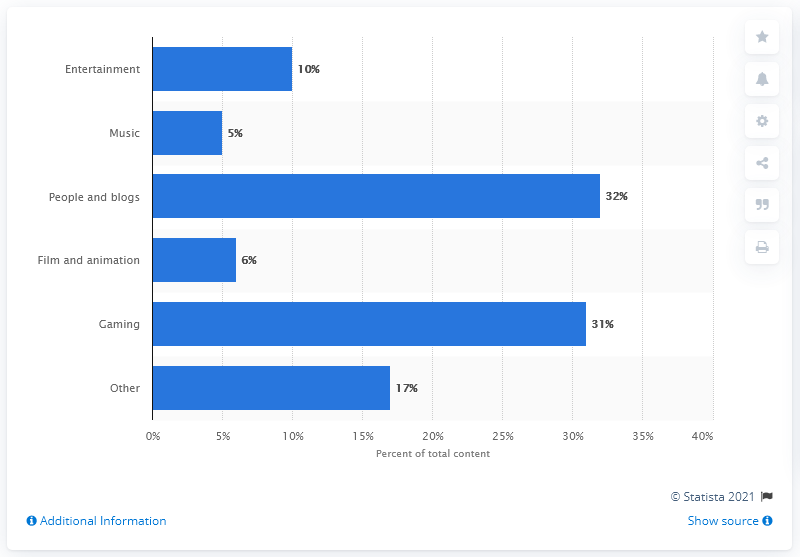 Entertainment 10%
Music 5%
People and blogs 32%
Film and animation 6%
Gaming 31%
Other 17%
0% 5% 10% 15% 20% 25% 30% 35% 40%
Percent of total content
© Statista 2021
Additional Information Show source